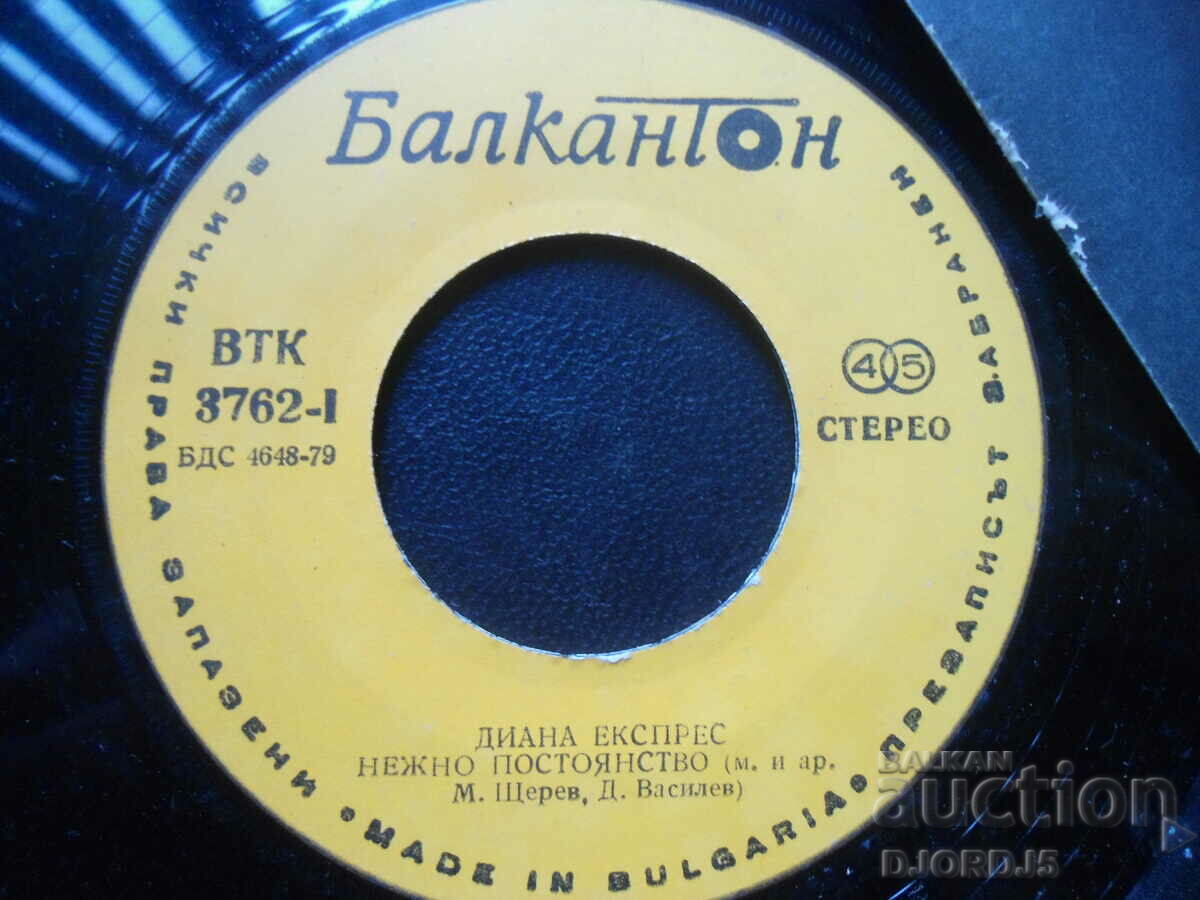 Балкантон
ВСИЧКИ ПРАВА ЗАПАЗЕНИ • MADE IN BULGARIA • ПРЕЗАПИСЪТ ЗАБРАНЕН
ВТК
3762-I
БДС 4648-79
45
СТЕРЕО
ДИАНА ЕКСПРЕС
НЕЖНО ПОСТОЯНСТВО (м. и ар.
М. Щерев, Д. Василев)
BALKAN
auction
DJORDJ5